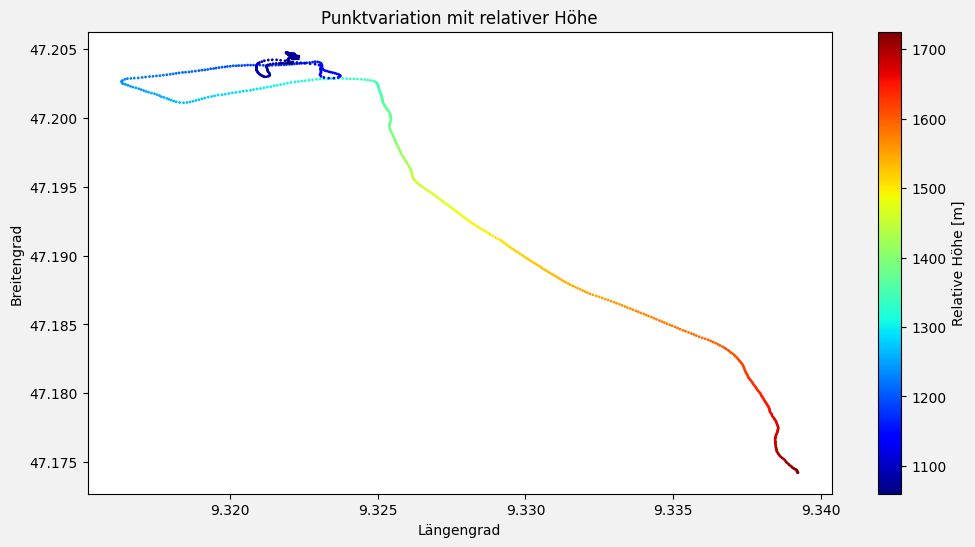 Punktvariation mit relativer Höhe
47.205
47.200
47.195
47.190
47.185
47.180
47.175
Breitengrad
9.320 9.325 9.330 9.335 9.340
Längengrad
1700
1600
1500
1400
1300
1200
1100
Relative Höhe [m]